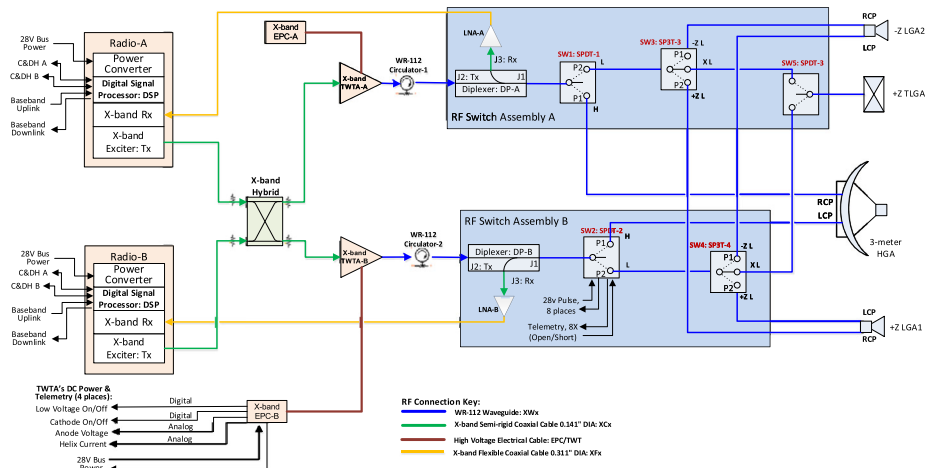 X-band
EPC-A
RF Switch Assembly A
LNA-A
J3: Rx
J2: Tx
J1
Diplexer: DP-A
SW1: SPDT-1
P2
P1
L
H
SW3: SP3T-3
P1
P2
-Z L
X L
+Z L
SW5: SPDT-3
RCP
LCP
-Z LGA2
+Z TLGA
28V Bus
Power
C&DH A
C&DH B
Baseband
Uplink
Baseband
Downlink
Radio-A
Power
Converter
Digital Signal
Processor: DSP
X-band Rx
X-band
Exciter: Tx
X-band
TWTA-A
WR-112
Circulator-1
X-band
Hybrid
RCP
LCP
3-meter
HGA
RF Switch Assembly B
28V Bus
Power
C&DH A
C&DH B
Baseband
Uplink
Baseband
Downlink
Radio-B
Power
Converter
Digital Signal
Processor: DSP
X-band Rx
X-band
Exciter: Tx
X-band
TWTA-B
WR-112
Circulator-2
Diplexer: DP-B
J2: Tx
J1
J3: Rx
LNA-B
SW2: SPDT-2
P1
P2
H
L
28v Pulse,
8 places
Telemetry, 8X
(Open/Short)
SW4: SP3T-4
P1
P2
-Z L
X L
+Z L
LCP
RCP
+Z LGA1
TWTA's DC Power &
Telemetry (4 places):
Low Voltage On/Off
Cathode On/Off
Anode Voltage
Helix Current
28V Bus
Power
Digital
Digital
Analog
Analog
X-band
EPC-B
RF Connection Key:
WR-112 Waveguide: XWx
X-band Semi-rigid Coaxial Cable 0.141" DIA: XCx
High Voltage Electrical Cable: EPC/TWT
X-band Flexible Coaxial Cable 0.311" DIA: XFx